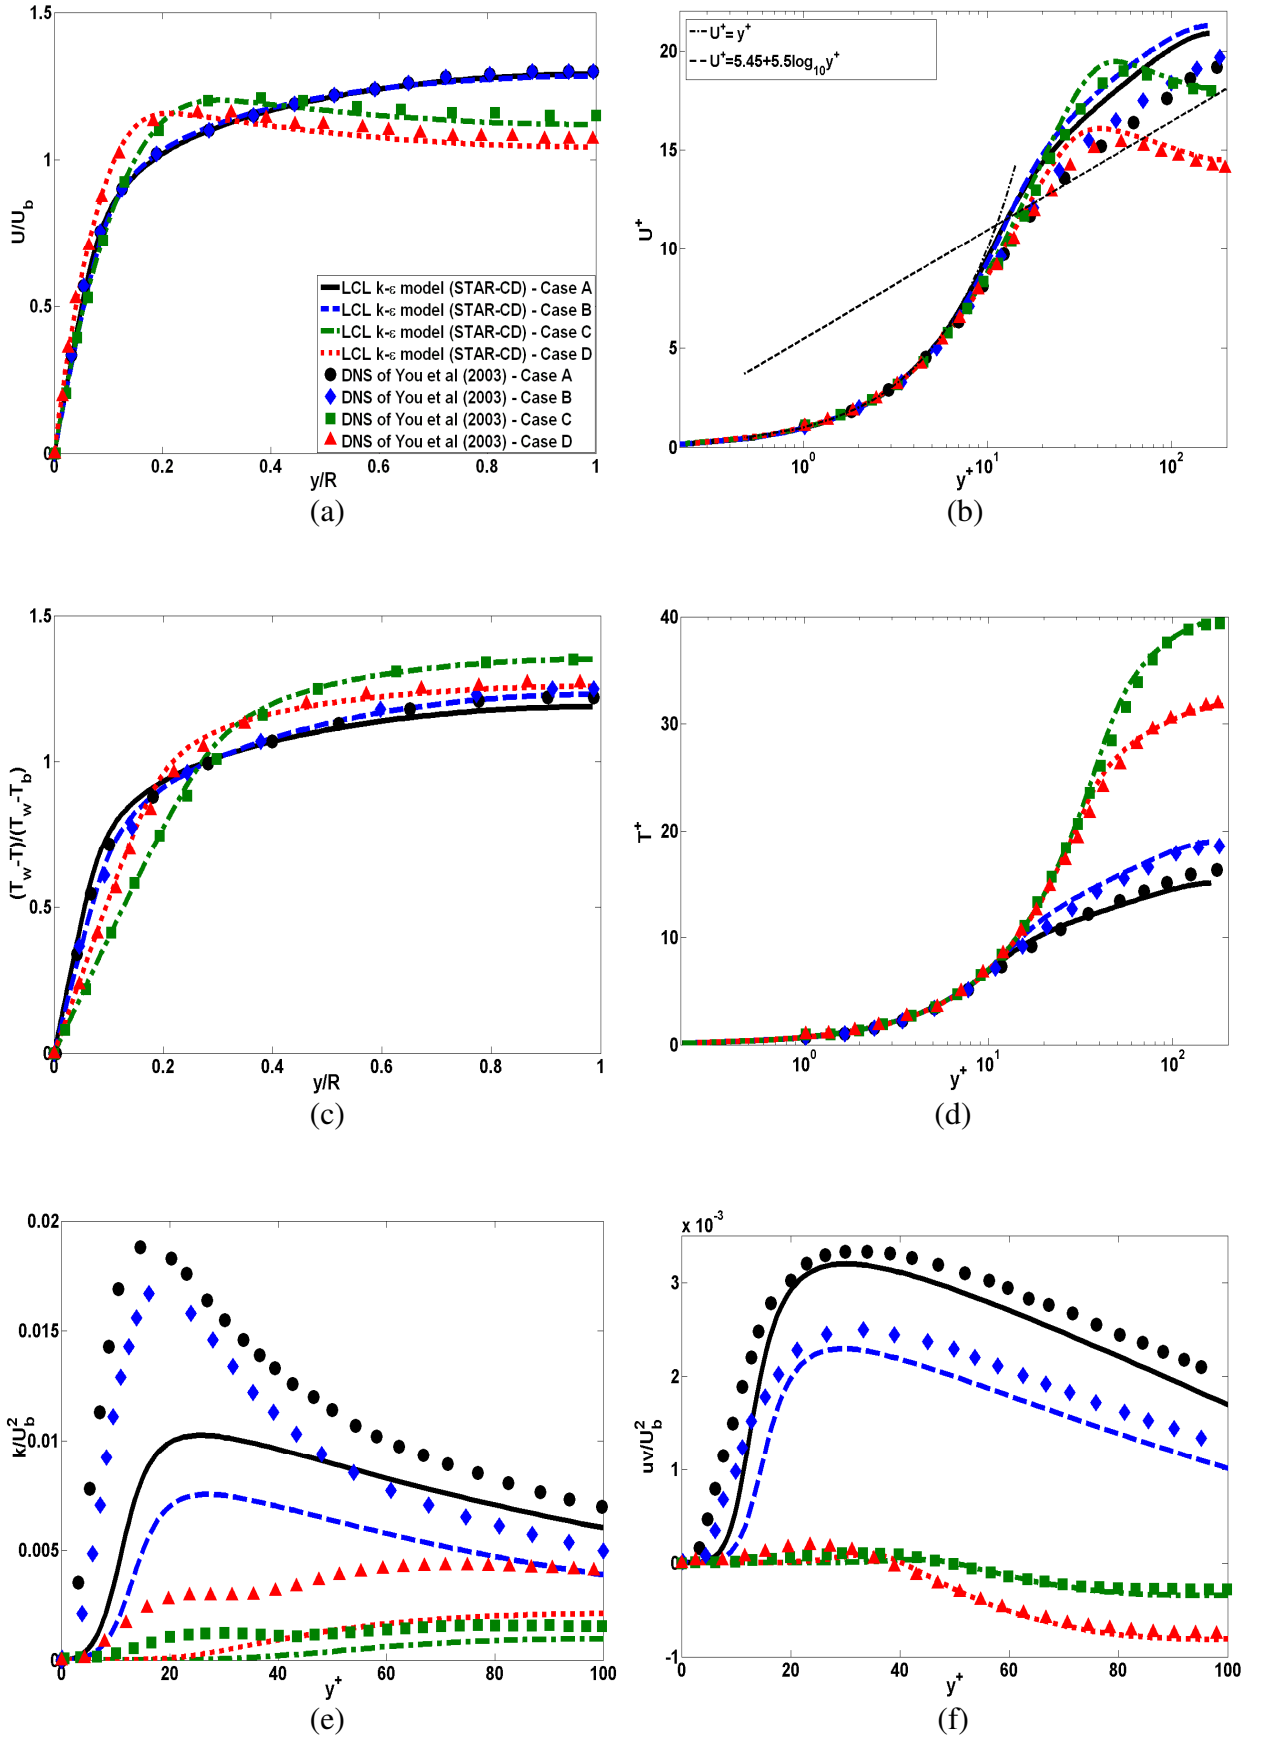 1.5
1
0.5
0
U/U_b
LCL k-ε model (STAR-CD) - Case A
LCL k-ε model (STAR-CD) - Case B
LCL k-ε model (STAR-CD) - Case C
LCL k-ε model (STAR-CD) - Case D
DNS of You et al (2003) - Case A
DNS of You et al (2003) - Case B
DNS of You et al (2003) - Case C
DNS of You et al (2003) - Case D
0 0.2 0.4 0.6 0.8 1
y/R
(a)
U⁺= y⁺
U⁺=5.45+5.5log₁₀y⁺
20
15
10
5
0
U⁺
10⁰ 10¹ 10²
y⁺
(b)
1.5
1
0.5
0
(T_w-T)/(T_w-T_b)
0 0.2 0.4 0.6 0.8 1
y/R
(c)
40
30
20
10
0
T⁺
10⁰ 10¹ 10²
y⁺
(d)
0.02
0.015
0.01
0.005
0
k/U_b²
0 20 40 60 80 100
y⁺
(e)
x 10⁻³
3
2
1
0
-1
uv/U_b²
0 20 40 60 80 100
y⁺
(f)